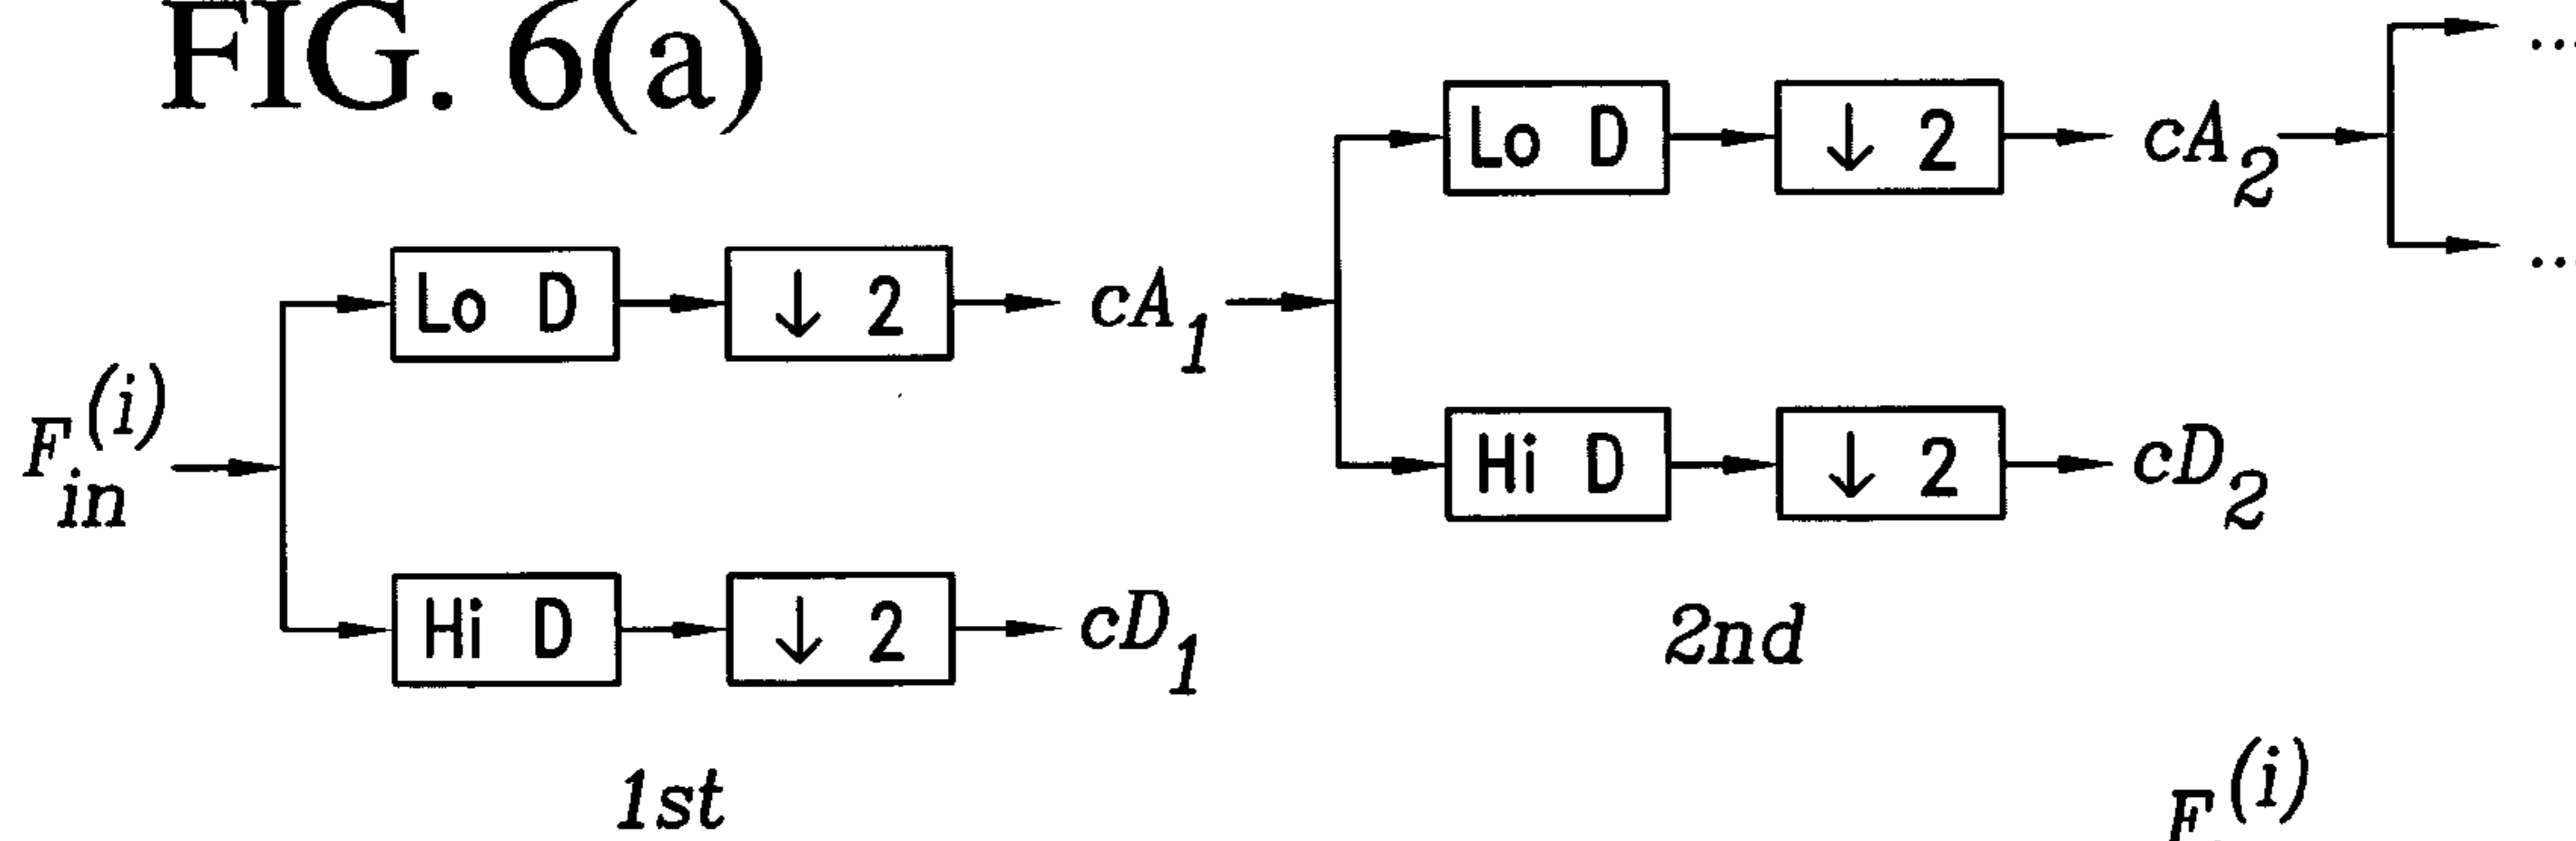 FIG. 6(a)
...
Lo D ↓ 2 cA2
...
Lo D ↓ 2 cA1
F(i)in
Hi D ↓ 2 cD2
Hi D ↓ 2 cD1
2nd
1st
F(i)